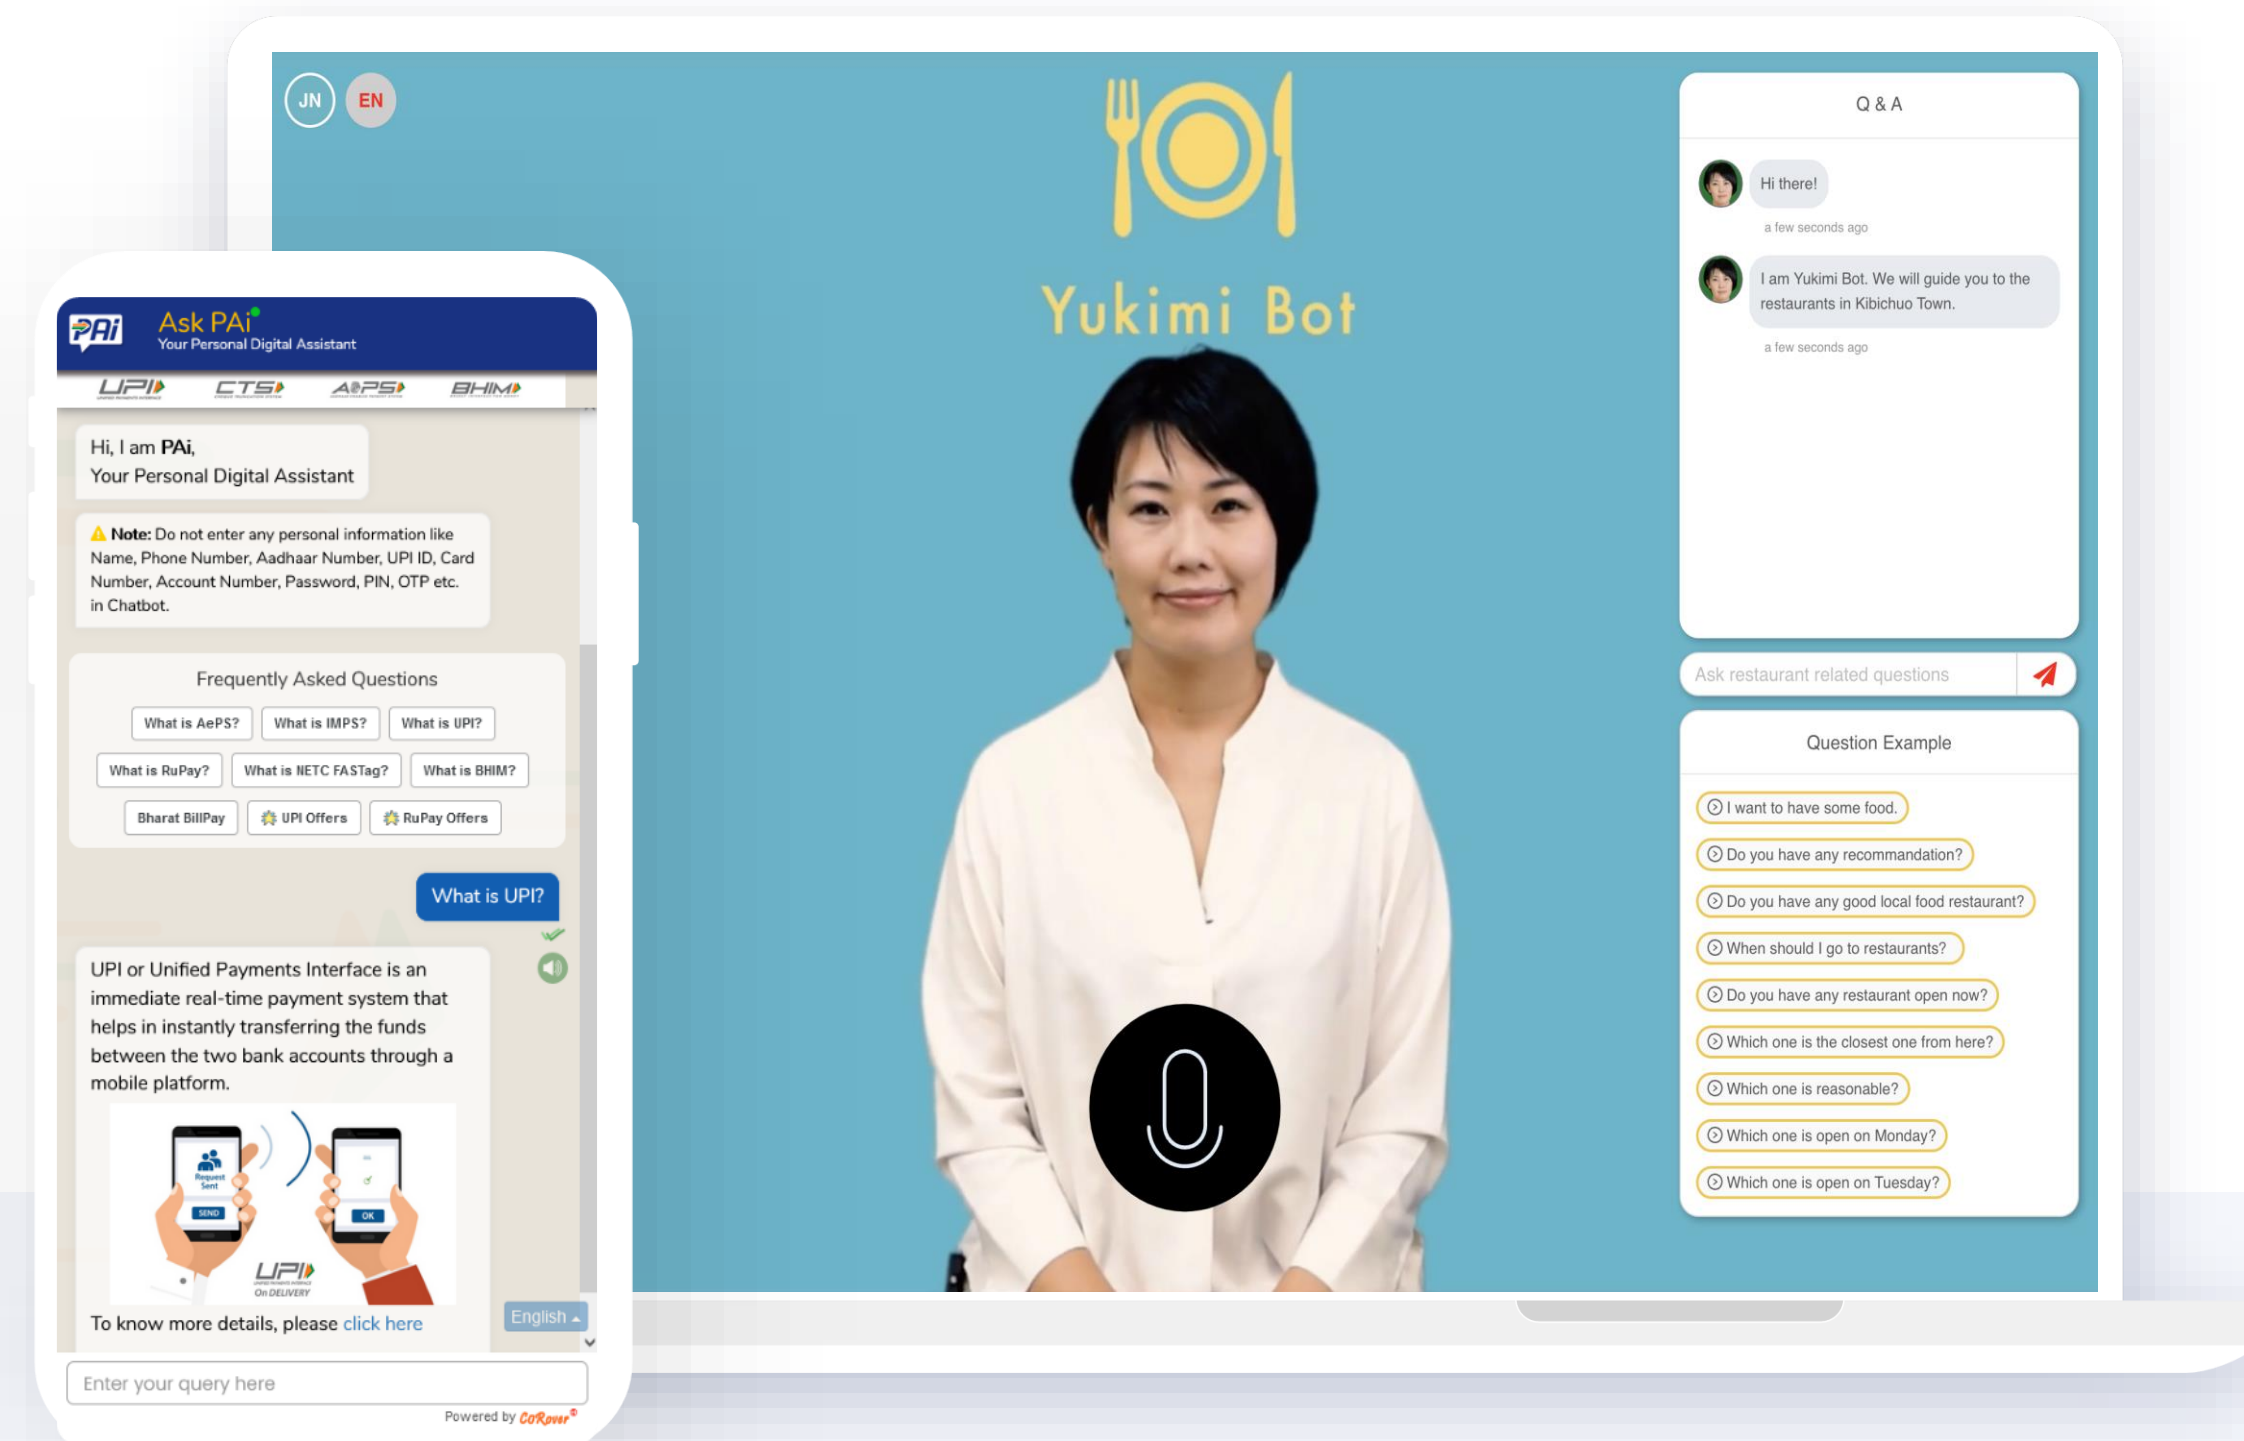 JN
EN
Yukimi Bot
Q & A
Hi there!
a few seconds ago
I am Yukimi Bot. We will guide you to the
restaurants in Kibichuo Town.
a few seconds ago
Ask restaurant related questions
Question Example
I want to have some food.
Do you have any recommandation?
Do you have any good local food restaurant?
When should I go to restaurants?
Do you have any restaurant open now?
Which one is the closest one from here?
Which one is reasonable?
Which one is open on Monday?
Which one is open on Tuesday?
PAi
Ask PAi
Your Personal Digital Assistant
UPI CTS AePS BHIM
Hi, I am PAi,
Your Personal Digital Assistant
Note: Do not enter any personal information like
Name, Phone Number, Aadhaar Number, UPI ID, Card
Number, Account Number, Password, PIN, OTP etc.
in Chatbot.
Frequently Asked Questions
What is AePS? What is IMPS? What is UPI?
What is RuPay? What is NETC FASTag? What is BHIM?
Bharat BillPay UPI Offers RuPay Offers
What is UPI?
UPI or Unified Payments Interface is an
immediate real-time payment system that
helps in instantly transferring the funds
between the two bank accounts through a
mobile platform.
Request
Sent
SEND
OK
UPI
UNIFIED PAYMENTS INTERFACE
On DELIVERY
To know more details, please click here
English
Enter your query here
Powered by CoRover